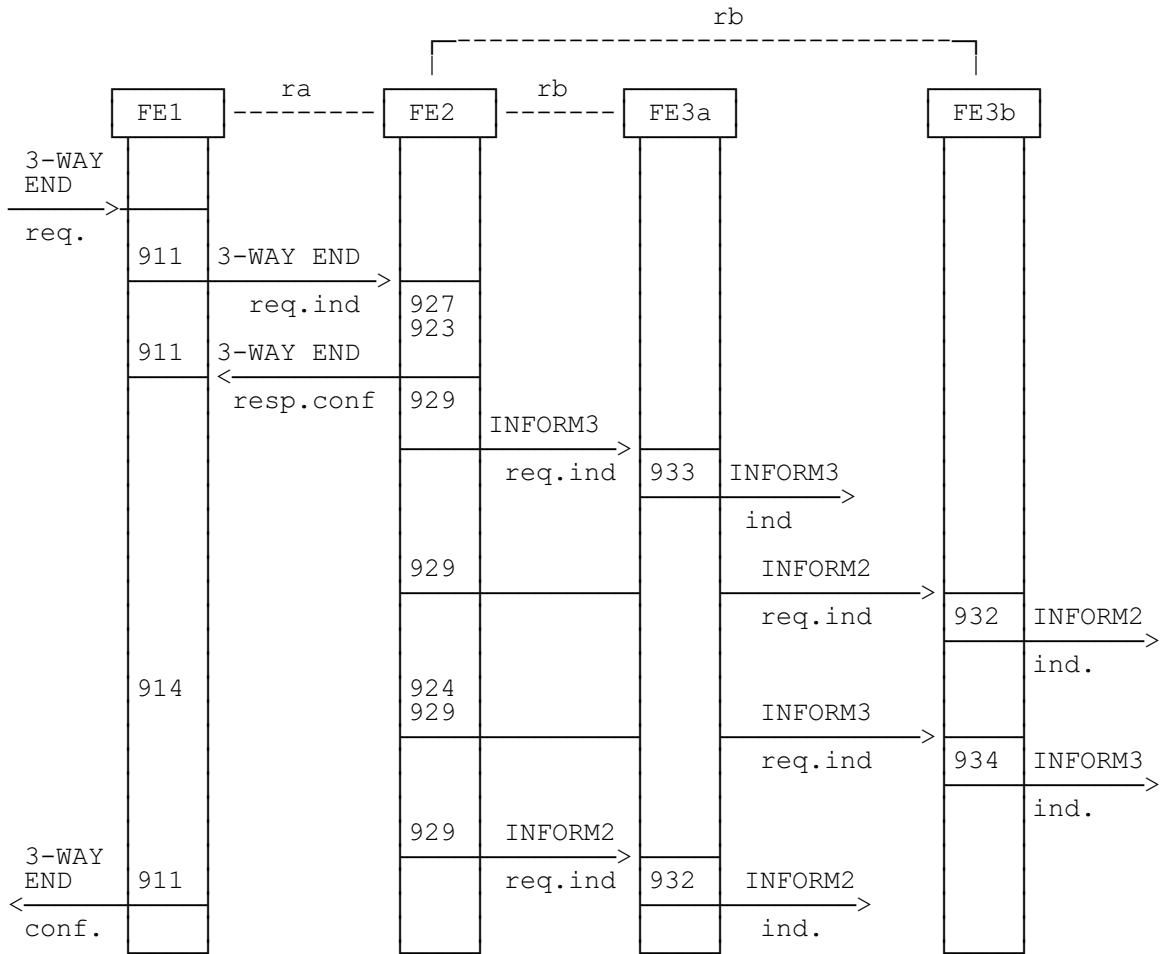 rb
ra rb
FE1 FE2 FE3a FE3b
3-WAY
END
req.
911 3-WAY END
req.ind 927
923
911 3-WAY END
resp.conf 929
INFORM3
req.ind 933 INFORM3
ind
929 INFORM2
req.ind 932 INFORM2
ind.
914 924
929 INFORM3
req.ind 934 INFORM3
ind.
929 INFORM2
3-WAY
END 911 req.ind 932 INFORM2
conf. ind.